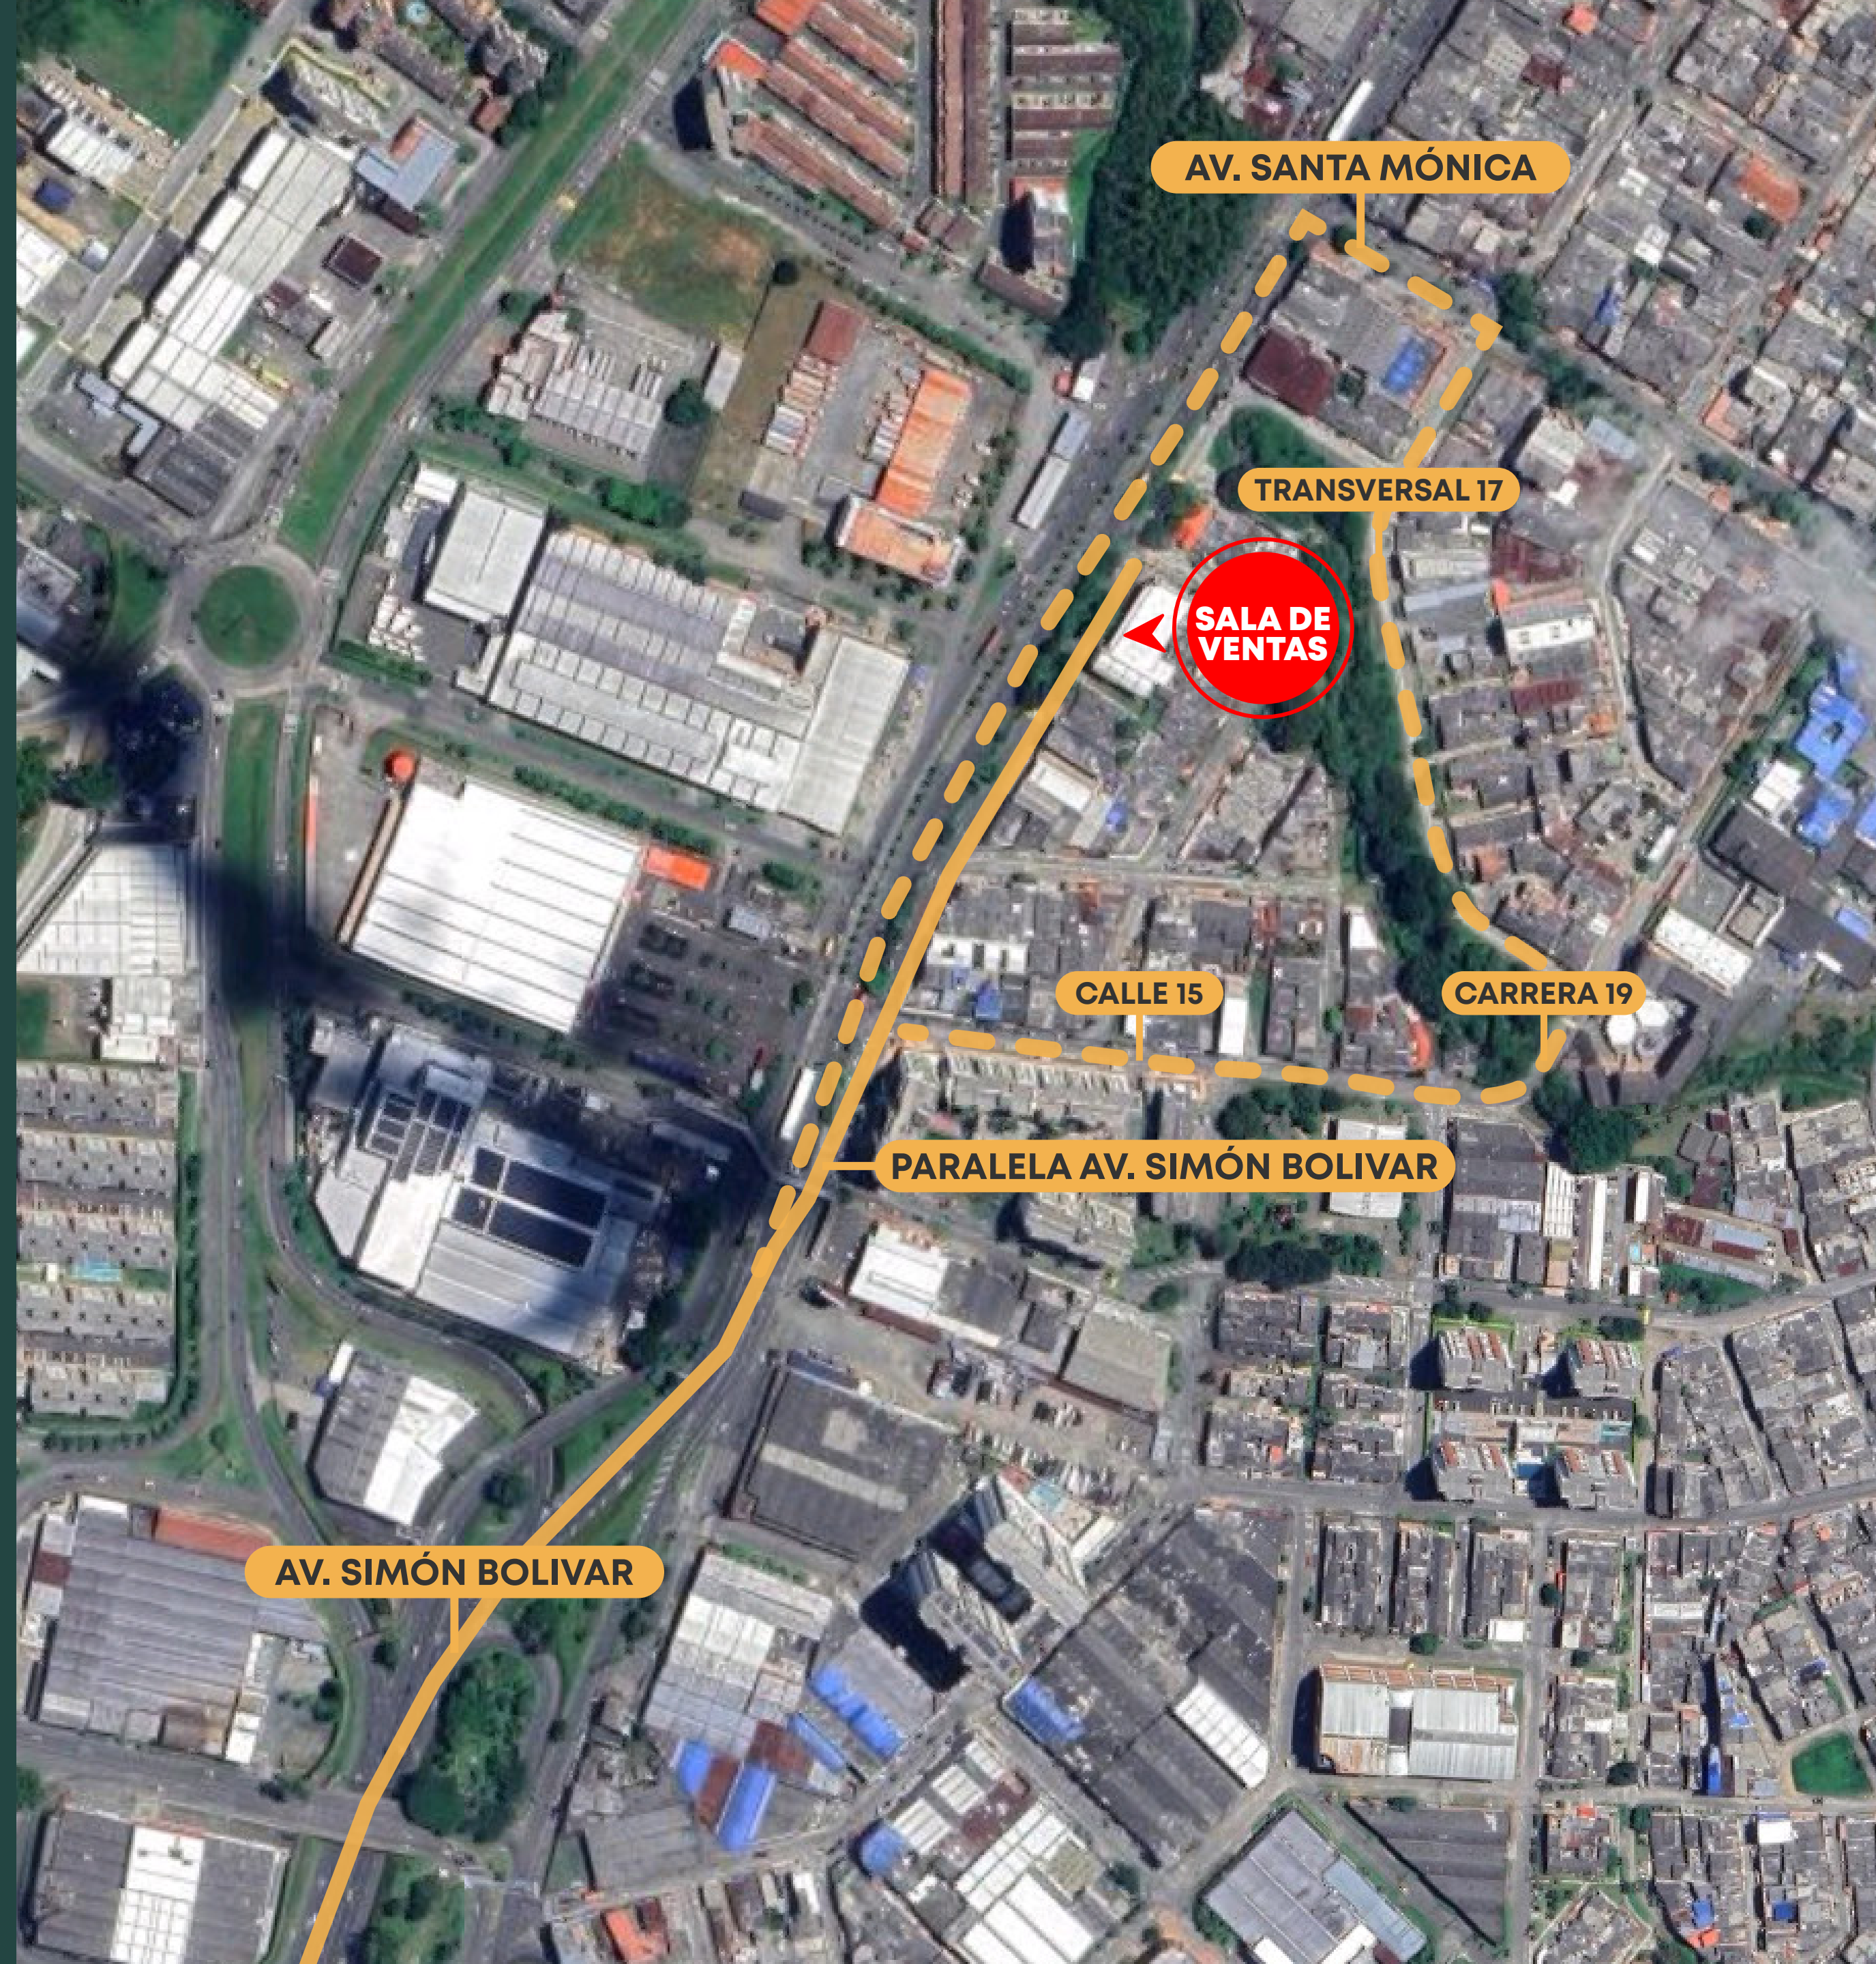 AV. SANTA MÓNICA
TRANSVERSAL 17
SALA DE
VENTAS
CALLE 15
CARRERA 19
PARALELA AV. SIMÓN BOLIVAR
AV. SIMÓN BOLIVAR